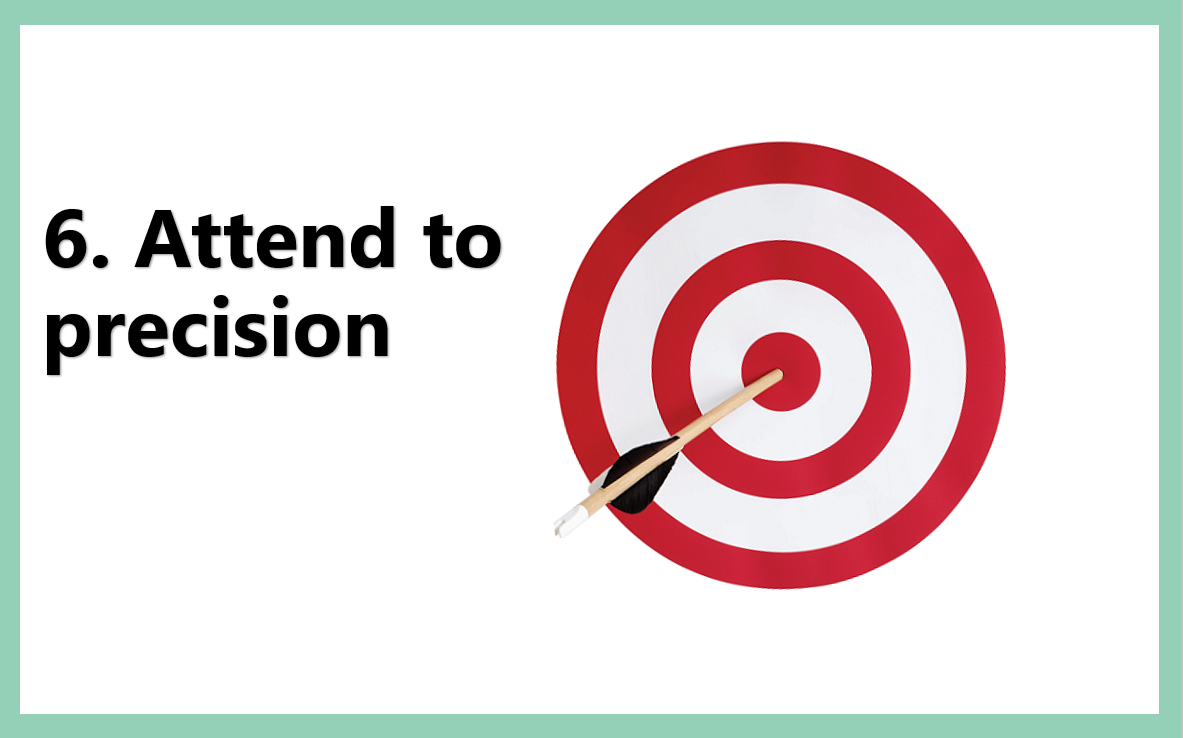 6. Attend to
precision